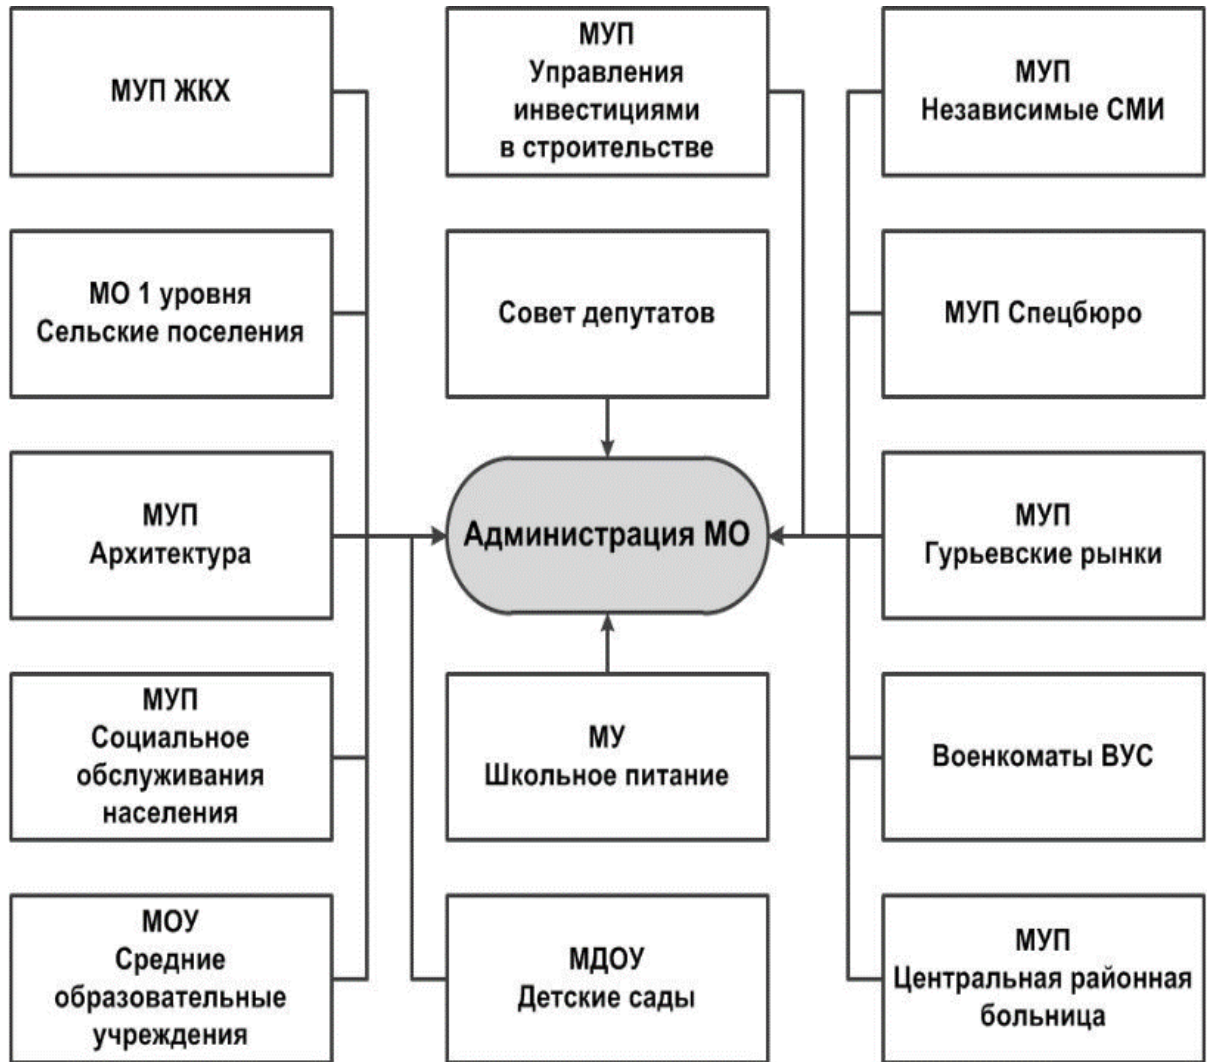 МУП ЖКХ
МУП
Управления
инвестициями
в строительстве
МУП
Независимые СМИ
МО 1 уровня
Сельские поселения
Совет депутатов
МУП Спецбюро
МУП
Архитектура
Администрация МО
МУП
Гурьевские рынки
МУП
Социальное
обслуживания
населения
МУ
Школьное питание
Военкоматы ВУС
МОУ
Средние
образовательные
учреждения
МДОУ
Детские сады
МУП
Центральная районная
больница